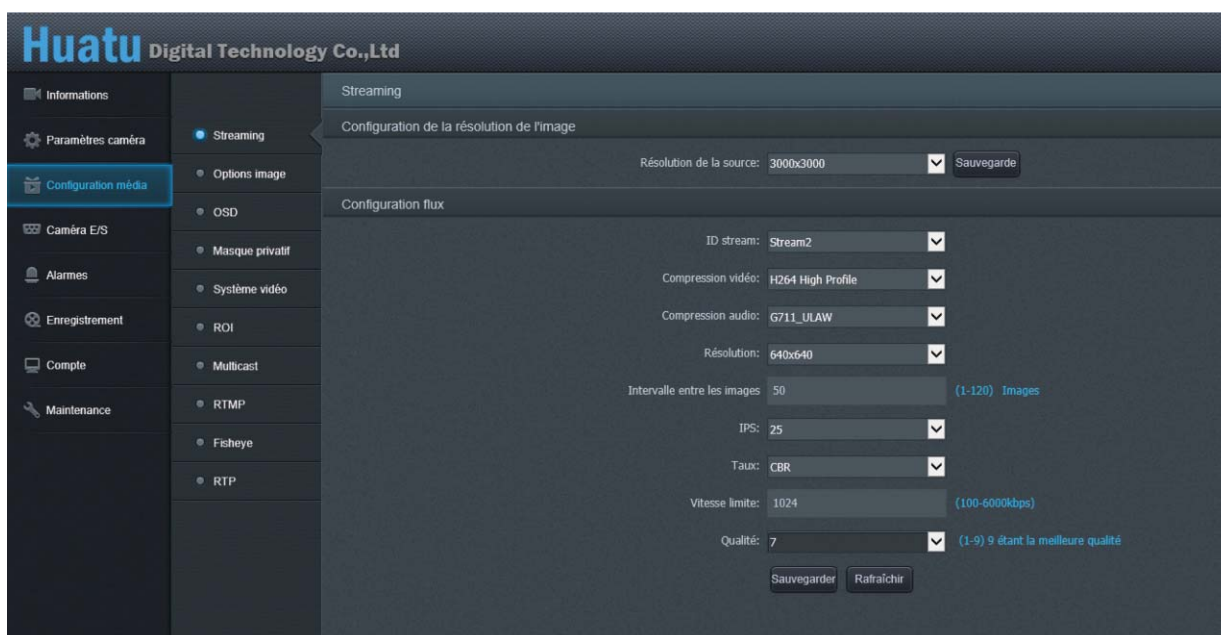 Huatu Digital Technology Co.,Ltd
Informations
Paramètres caméra
Configuration média
Caméra E/S
Alarmes
Enregistrement
Compte
Maintenance
Streaming
Options image
OSD
Masque privatif
Système vidéo
ROI
Multicast
RTMP
Fisheye
RTP
Streaming
Configuration de la résolution de l'image
Résolution de la source: 3000x3000 Sauvegarde
Configuration flux
ID stream: Stream2
Compression vidéo: H264 High Profile
Compression audio: G711_ULAW
Résolution: 640x640
Intervalle entre les images 50 (1-120) Images
IPS: 25
Taux: CBR
Vitesse limite: 1024 (100-6000kbps)
Qualité: 7 (1-9) 9 étant la meilleure qualité
Sauvegarder Rafraîchir